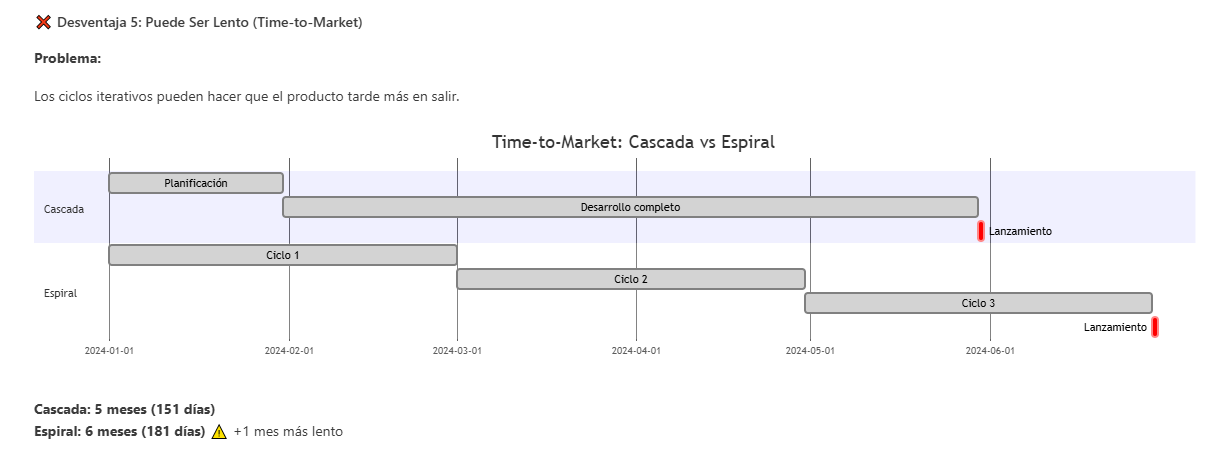 ❌ Desventaja 5: Puede Ser Lento (Time-to-Market)
Problema:
Los ciclos iterativos pueden hacer que el producto tarde más en salir.
Time-to-Market: Cascada vs Espiral
Planificación
Cascada
Desarrollo completo
Lanzamiento
Ciclo 1
Ciclo 2
Espiral
Ciclo 3
Lanzamiento
2024-01-01 2024-02-01 2024-03-01 2024-04-01 2024-05-01 2024-06-01
Cascada: 5 meses (151 días)
Espiral: 6 meses (181 días) ⚠️ +1 mes más lento